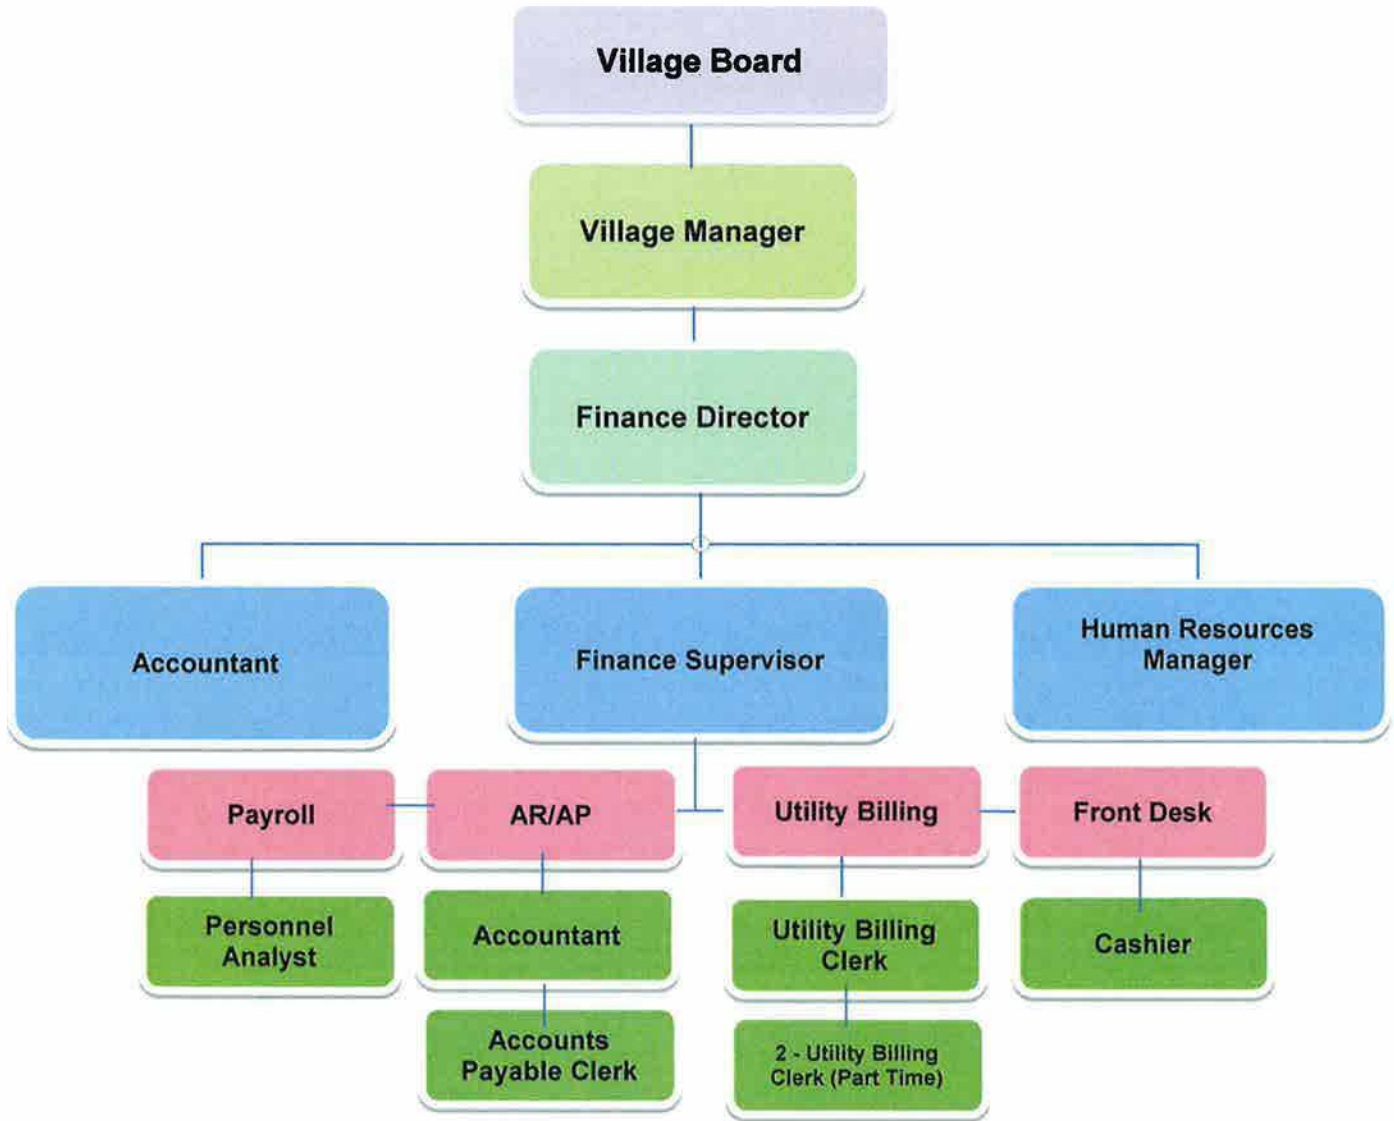 Village Board
Village Manager
Finance Director
Accountant
Finance Supervisor
Human Resources
Manager
Payroll
AR/AP
Utility Billing
Front Desk
Personnel
Analyst
Accountant
Utility Billing
Clerk
Cashier
Accounts
Payable Clerk
2 - Utility Billing
Clerk (Part Time)